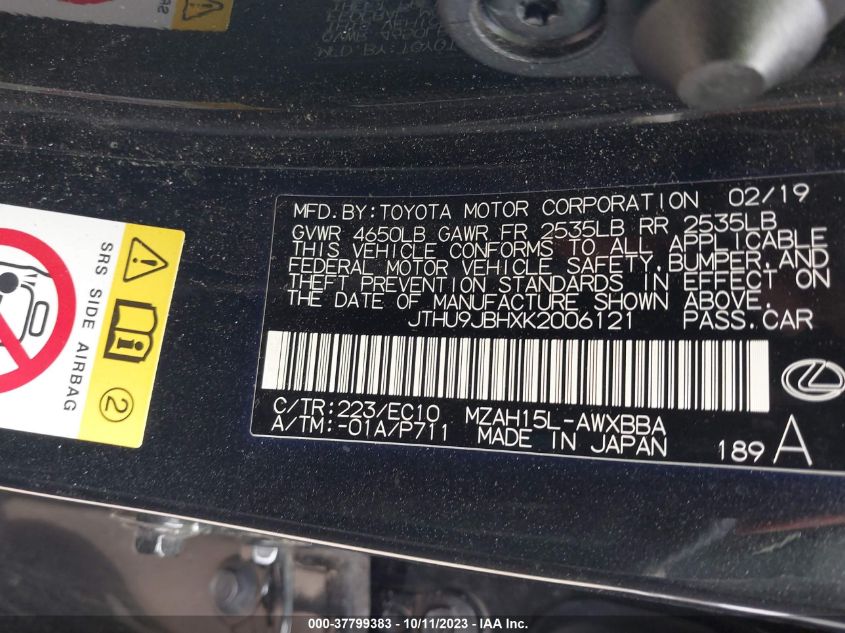 MFD.BY:TOYOTA MOTOR CORPORATION 02/19
GVWR 4650LB GAWR FR 2535LB RR 2535LB
THIS VEHICLE CONFORMS TO ALL APPLICABLE
FEDERAL MOTOR VEHICLE SAFETY,BUMPER,AND
THEFT PREVENTION STANDARDS IN EFFECT ON
THE DATE OF MANUFACTURE SHOWN ABOVE.
JTHU9JBHXK2006121 PASS.CAR
C/TR:223/EC10 MZAH15L-AWXBBA
A/TM:-01A/P711 MADE IN JAPAN 189 A
SRS SIDE AIRBAG
2
000-37799383 - 10/11/2023 - IAA Inc.